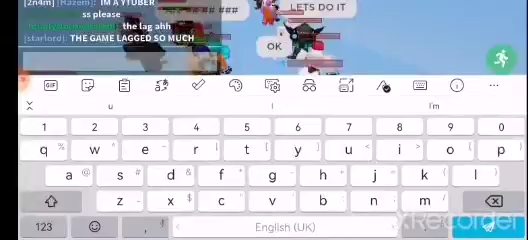 [2n4m] [Hazem]: IM A YTUBER
ss please
the lag ahh
[starlord]: THE GAME LAGGED SO MUCH
## ###
LETS DO IT
OK
GIF
u I I'm
1 2 3 4 5 6 7 8 9 0
q % w ^ e ~ r [ t [ y ] u < i > o [ p ]
a @ s # d & f * g - h + j = k ( l )
z _ x $ c " v ' b : n ; m /
123 , ! English (UK)
XRecorder